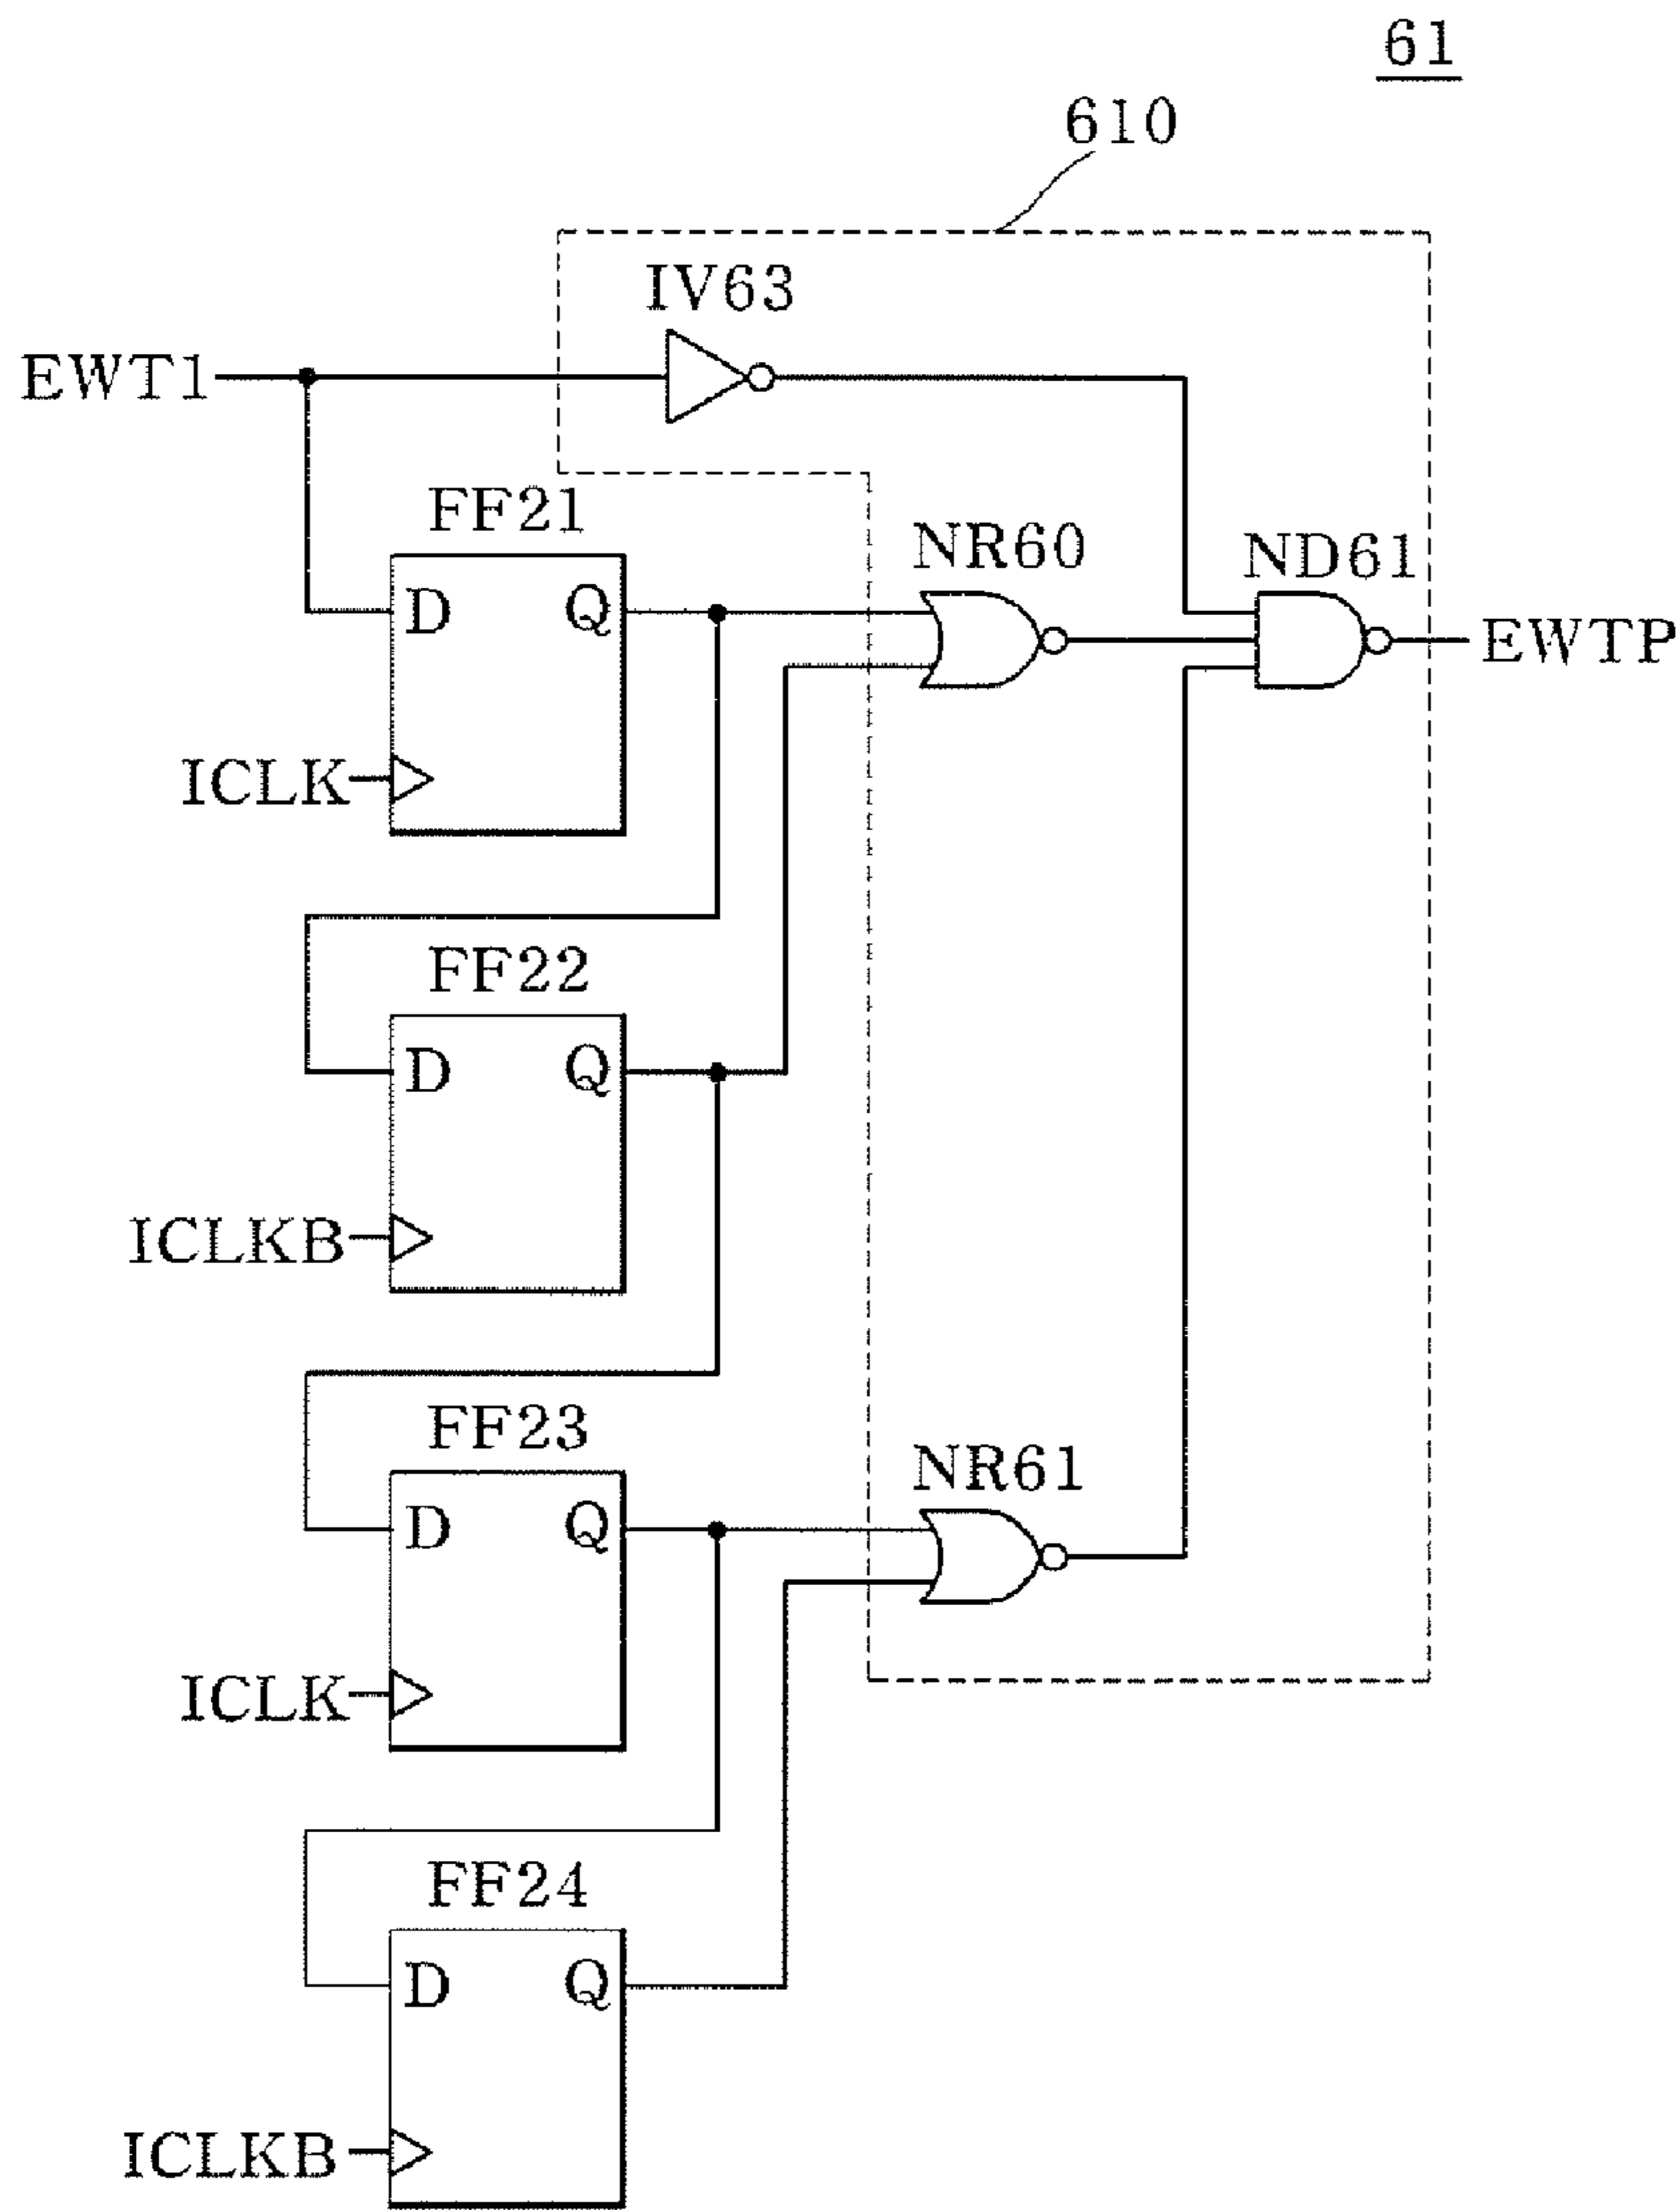 61
610
IV63
EWT1
FF21
NR60
ND61
D Q
EWTP
ICLK
FF22
D Q
ICLKB
FF23
NR61
D Q
ICLK
FF24
D Q
ICLKB